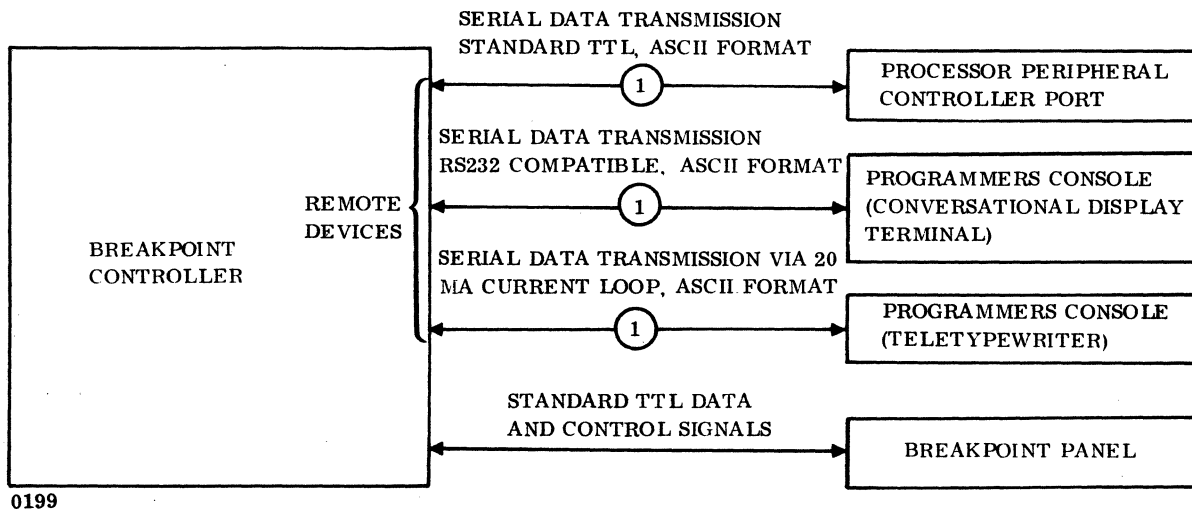 SERIAL DATA TRANSMISSION
STANDARD TTL, ASCII FORMAT
1
PROCESSOR PERIPHERAL
CONTROLLER PORT
SERIAL DATA TRANSMISSION
RS232 COMPATIBLE, ASCII FORMAT
1
PROGRAMMERS CONSOLE
(CONVERSATIONAL DISPLAY
TERMINAL)
REMOTE
DEVICES
BREAKPOINT
CONTROLLER
SERIAL DATA TRANSMISSION VIA 20
MA CURRENT LOOP, ASCII FORMAT
1
PROGRAMMERS CONSOLE
(TELETYPEWRITER)
STANDARD TTL DATA
AND CONTROL SIGNALS
BREAKPOINT PANEL
0199